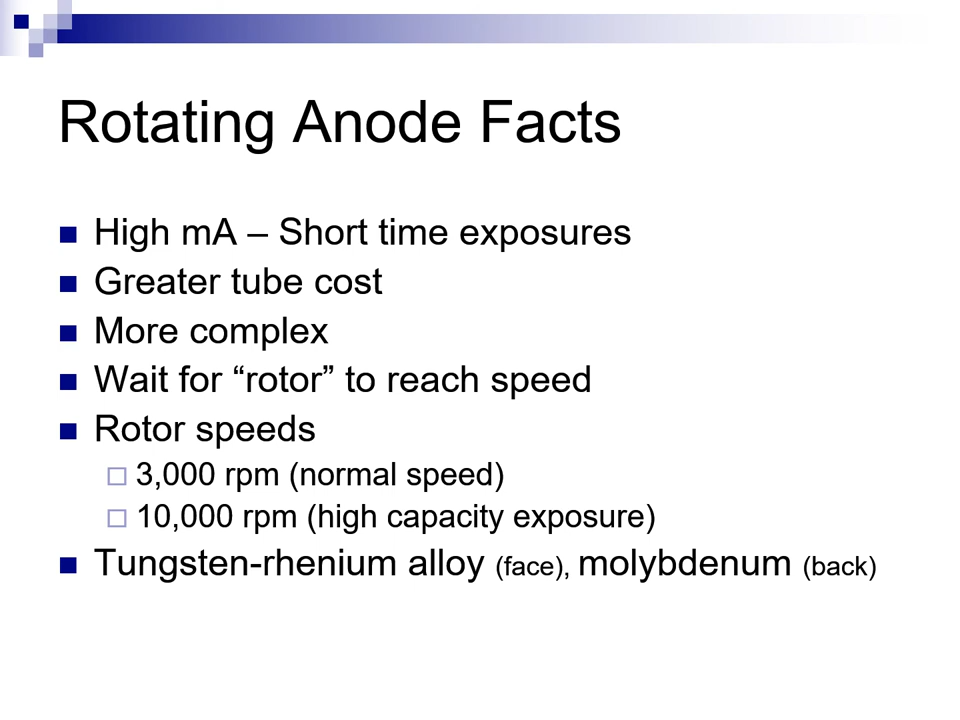 Rotating Anode Facts
High mA – Short time exposures
Greater tube cost
More complex
Wait for “rotor” to reach speed
Rotor speeds
3,000 rpm (normal speed)
10,000 rpm (high capacity exposure)
Tungsten-rhenium alloy (face), molybdenum (back)